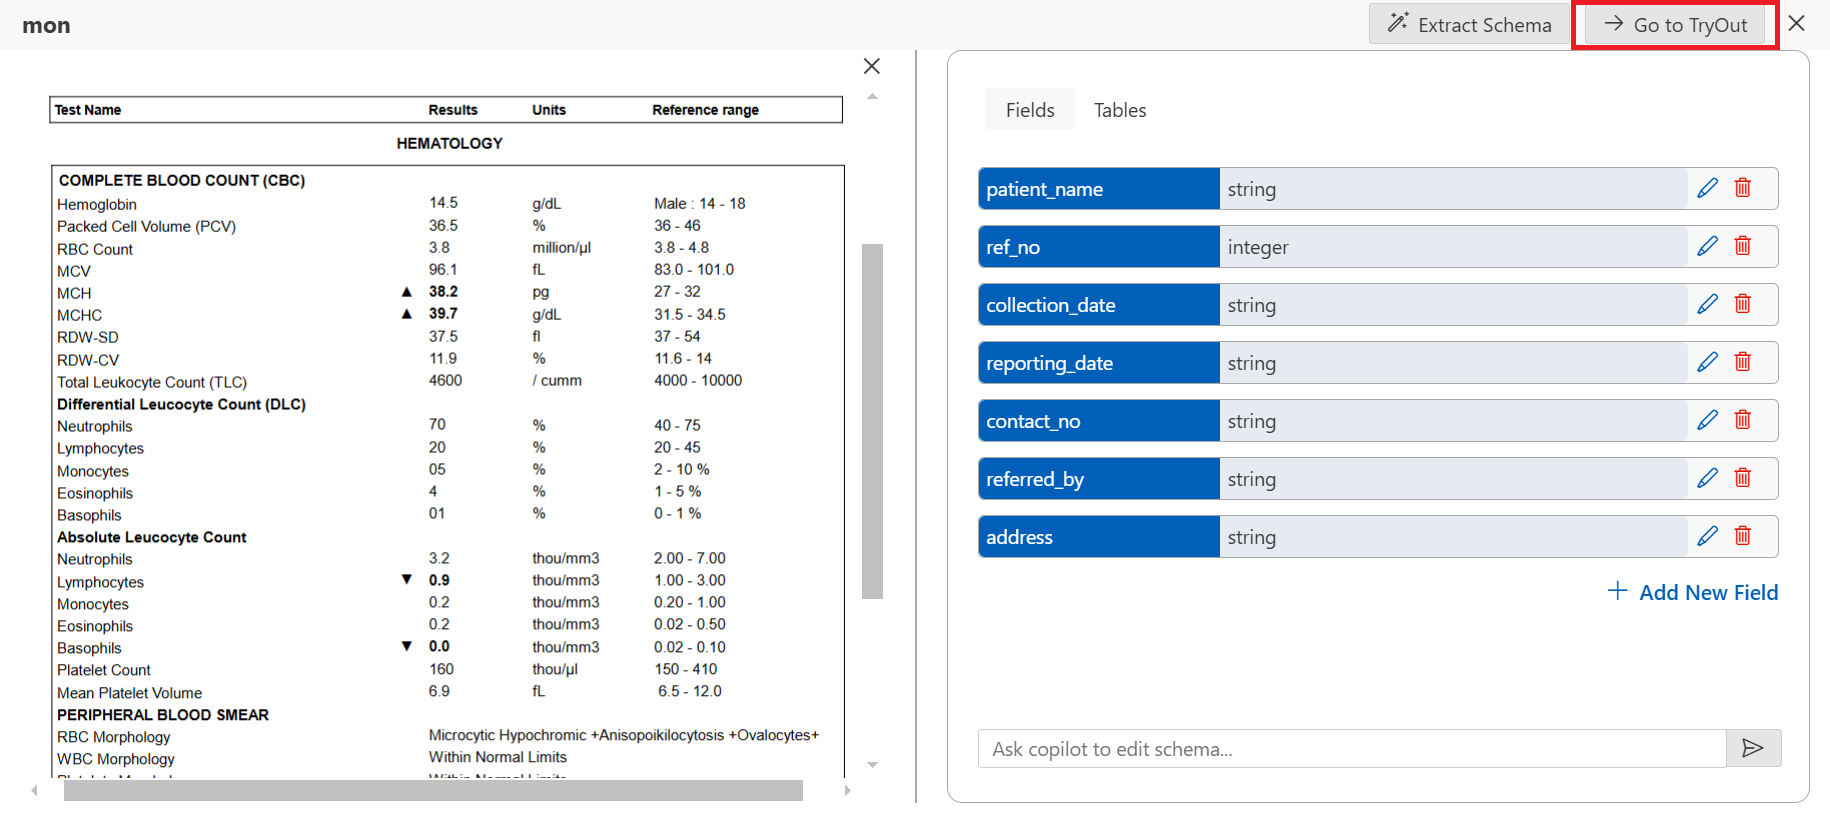 mon
Extract Schema
Go to TryOut
Test Name Results Units Reference range
HEMATOLOGY
COMPLETE BLOOD COUNT (CBC)
Hemoglobin 14.5 g/dL Male : 14 - 18
Packed Cell Volume (PCV) 36.5 % 36 - 46
RBC Count 3.8 million/µl 3.8 - 4.8
MCV 96.1 fL 83.0 - 101.0
MCH ▲ 38.2 pg 27 - 32
MCHC ▲ 39.7 g/dL 31.5 - 34.5
RDW-SD 37.5 fl 37 - 54
RDW-CV 11.9 % 11.6 - 14
Total Leukocyte Count (TLC) 4600 / cumm 4000 - 10000
Differential Leucocyte Count (DLC)
Neutrophils 70 % 40 - 75
Lymphocytes 20 % 20 - 45
Monocytes 05 % 2 - 10 %
Eosinophils 4 % 1 - 5 %
Basophils 01 % 0 - 1 %
Absolute Leucocyte Count
Neutrophils 3.2 thou/mm3 2.00 - 7.00
Lymphocytes ▼ 0.9 thou/mm3 1.00 - 3.00
Monocytes 0.2 thou/mm3 0.20 - 1.00
Eosinophils 0.2 thou/mm3 0.02 - 0.50
Basophils ▼ 0.0 thou/mm3 0.02 - 0.10
Platelet Count 160 thou/µl 150 - 410
Mean Platelet Volume 6.9 fL 6.5 - 12.0
PERIPHERAL BLOOD SMEAR
RBC Morphology Microcytic Hypochromic +Anisopoikilocytosis +Ovalocytes+
WBC Morphology Within Normal Limits
Within Normal Limits
Fields Tables
patient_name string
ref_no integer
collection_date string
reporting_date string
contact_no string
referred_by string
address string
Add New Field
Ask copilot to edit schema...